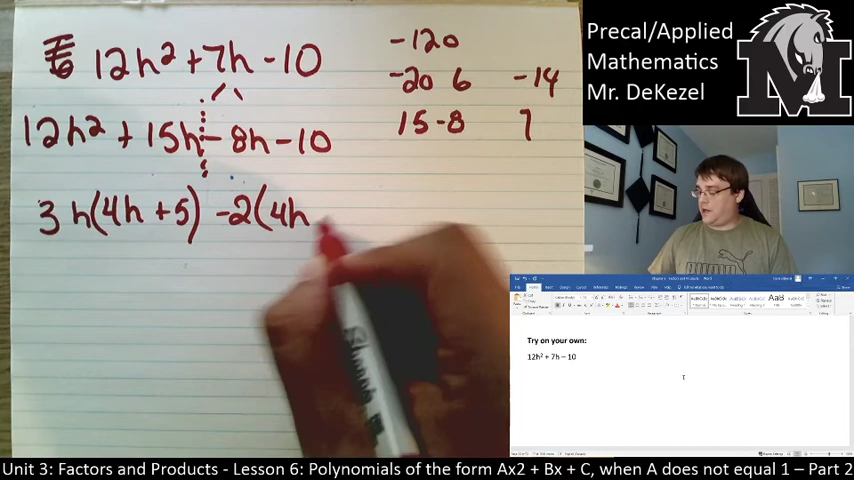 12h² + 7h - 10
12h² + 15h - 8h - 10
3h(4h + 5) -2(4h
-120
-20 6 -14
15 -8 7
Precal/Applied
Mathematics
Mr. DeKezel
M
Try on your own:
12h² + 7h – 10
Unit 3: Factors and Products - Lesson 6: Polynomials of the form Ax2 + Bx + C, when A does not equal 1 – Part 2
Sharpie